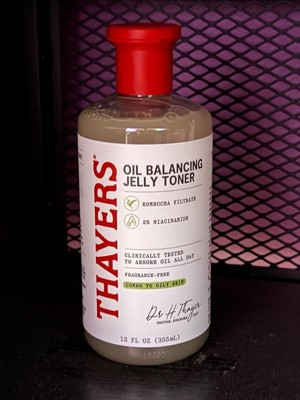 THAYERS®
OIL BALANCING
JELLY TONER
KOMBUCHA FILTRATE
2% NIACINAMIDE
CLINICALLY TESTED
TO ABSORB OIL ALL DAY
FRAGRANCE-FREE
COMBO TO OILY SKIN
Dr H. Thayer
12 FL OZ (355mL)